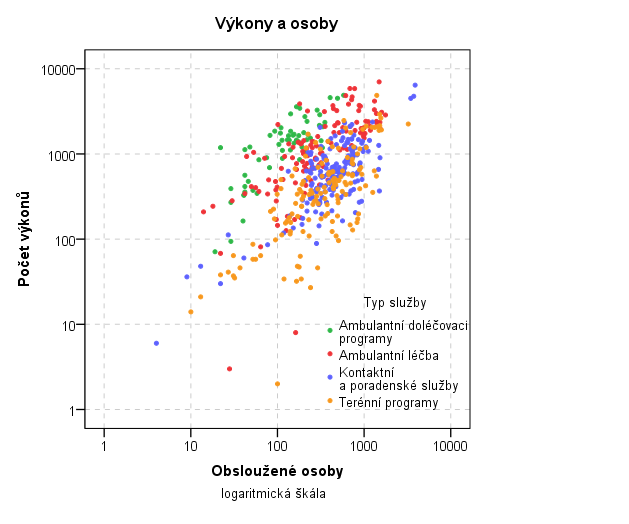 Výkony a osoby
Počet výkonů
10000
1000
100
10
1
Typ služby
Ambulantní doléčovací
programy
Ambulantní léčba
Kontaktní
a poradenské služby
Terénní programy
1
10
100
1000
10000
Obsloužené osoby
logaritmická škála